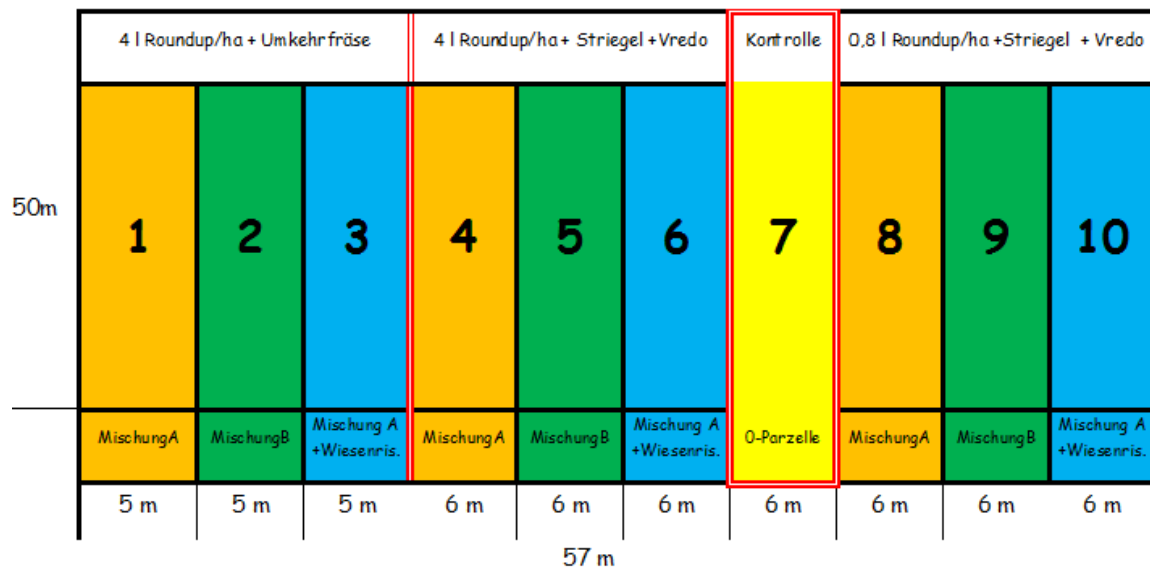 4 l Roundup/ha + Umkehrfräse
4 l Roundup/ha + Striegel +Vredo
Kontrolle
0,8 l Roundup/ha +Striegel + Vredo
50m
1
2
3
4
5
6
7
8
9
10
MischungA
MischungB
Mischung A
+Wiesenris.
MischungA
MischungB
Mischung A
+Wiesenris.
0-Parzelle
MischungA
MischungB
Mischung A
+Wiesenris.
5 m
5 m
5 m
6 m
6 m
6 m
6 m
6 m
6 m
6 m
57 m